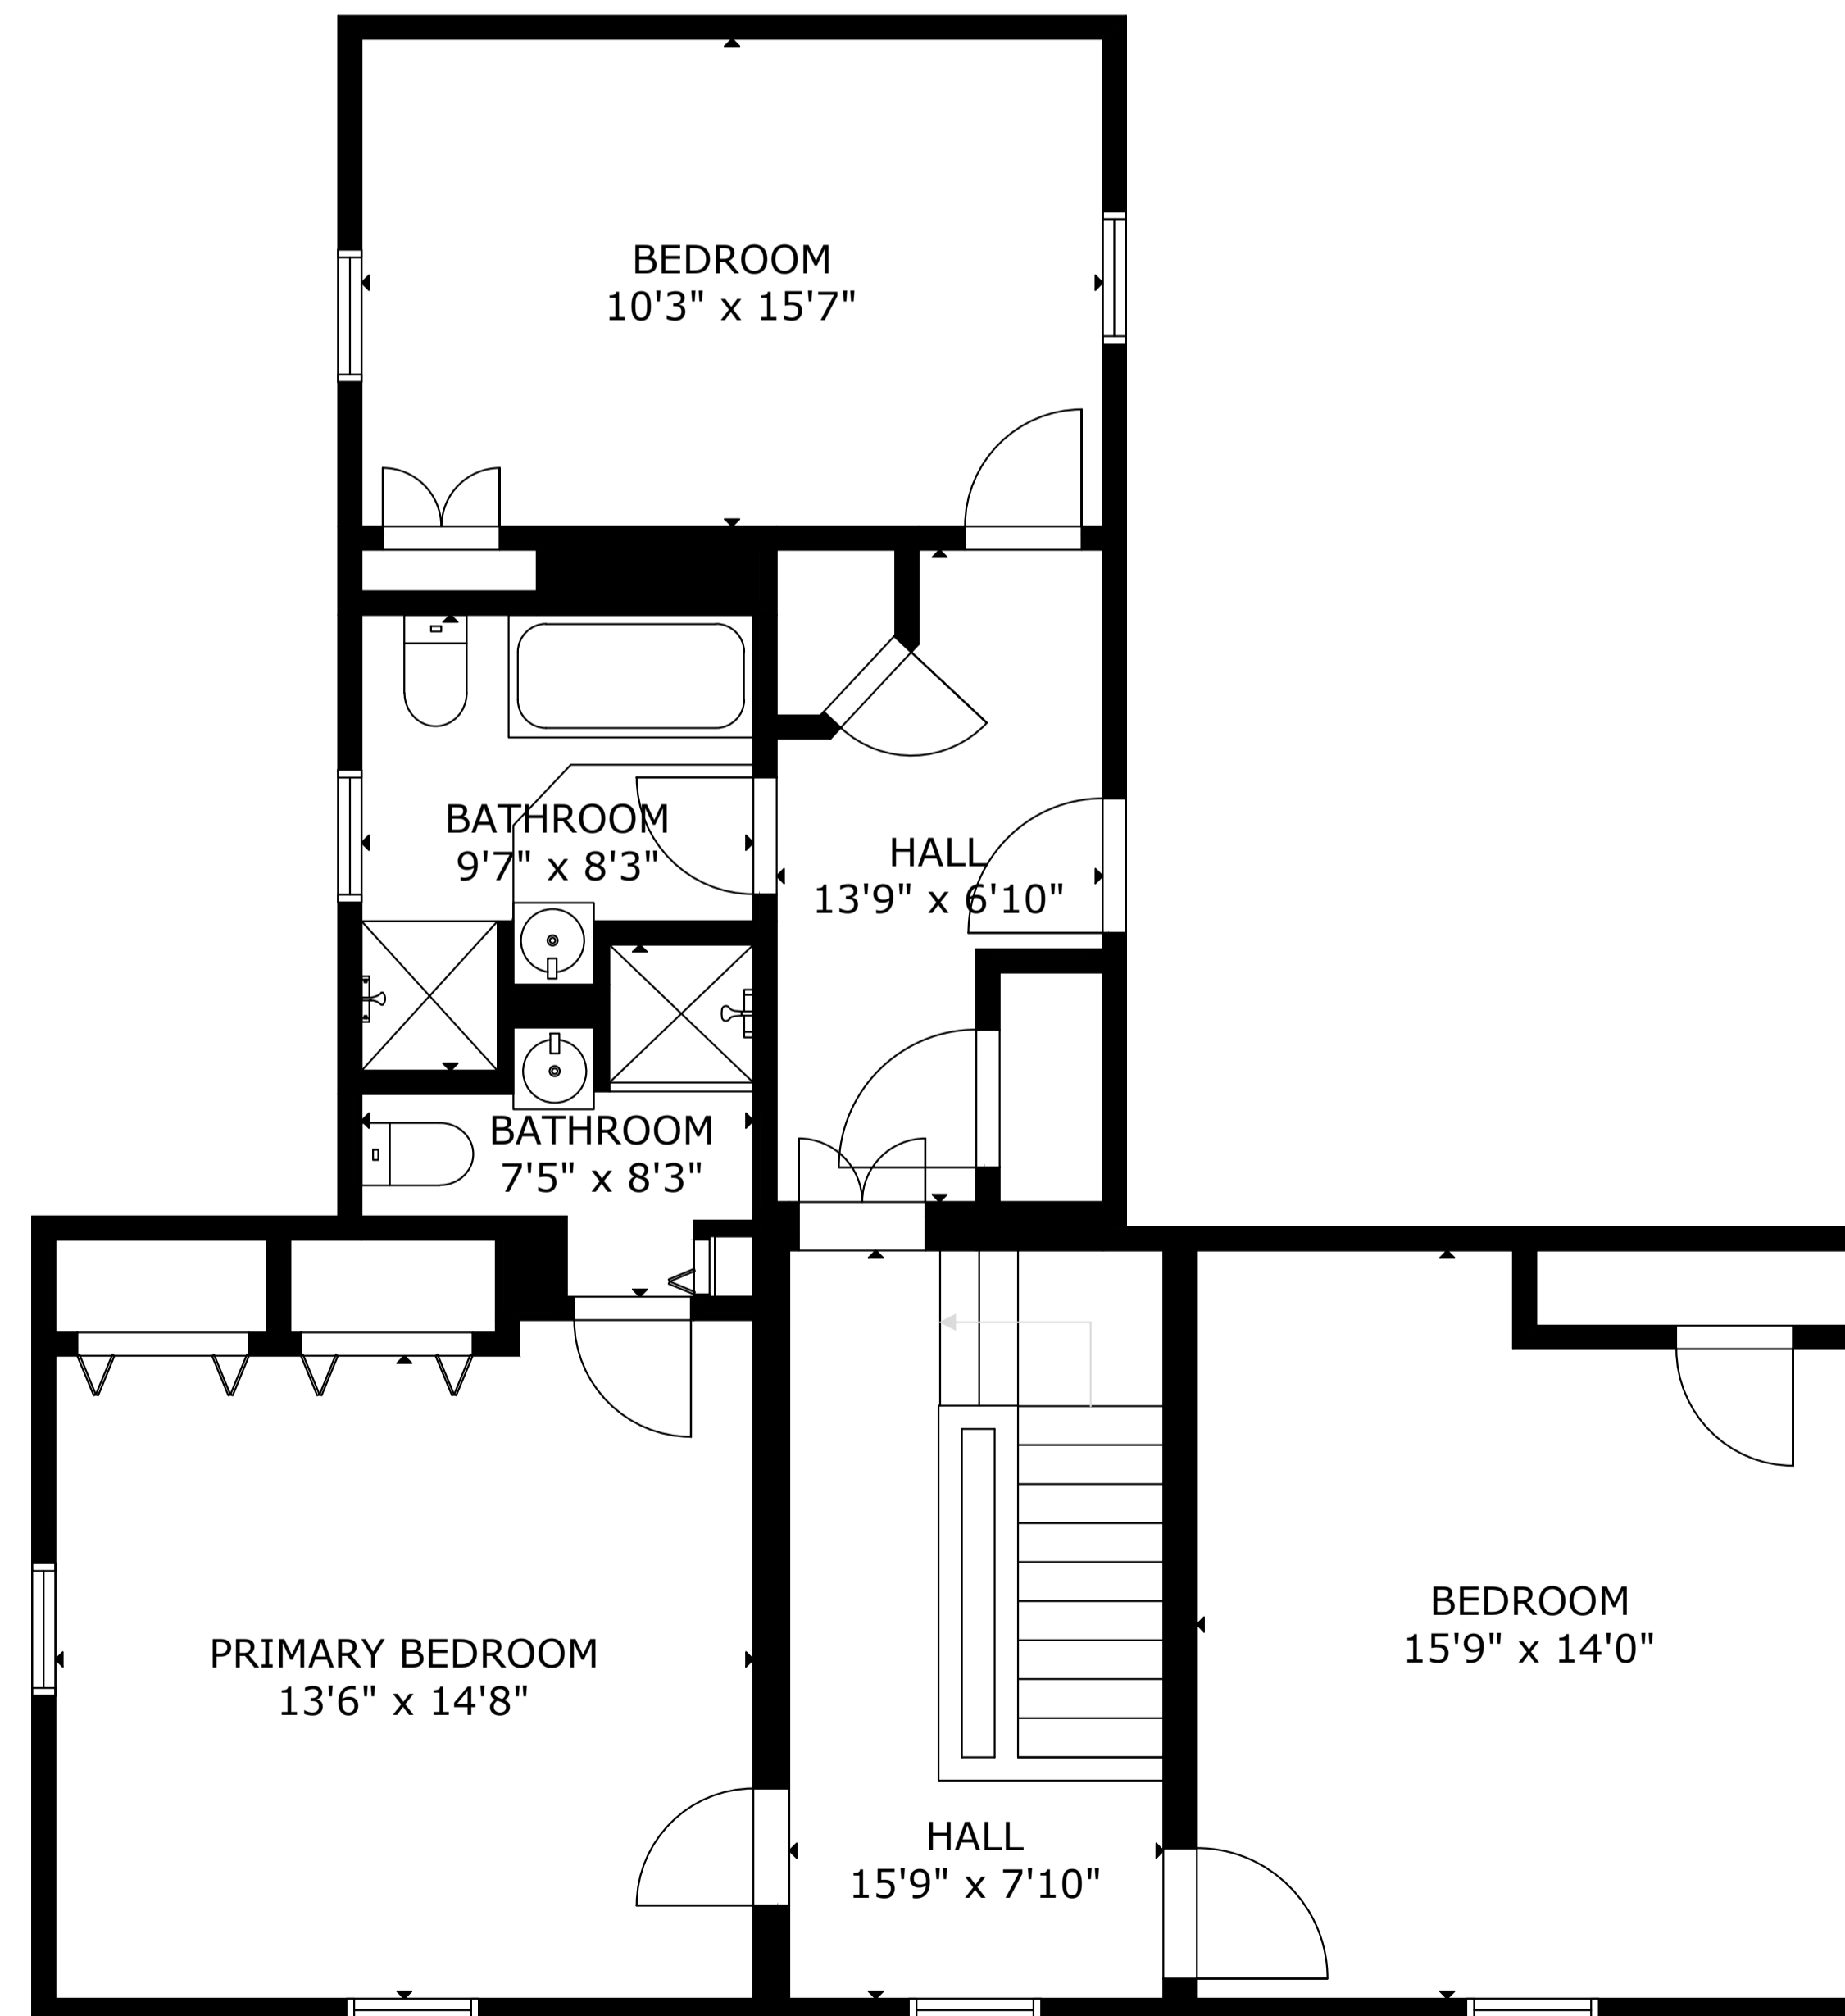 BEDROOM
10'3" x 15'7"
BATHROOM
9'7" x 8'3"
HALL
13'9" x 6'10"
BATHROOM
7'5" x 8'3"
BEDROOM
15'9" x 14'0"
PRIMARY BEDROOM
13'6" x 14'8"
HALL
15'9" x 7'10"